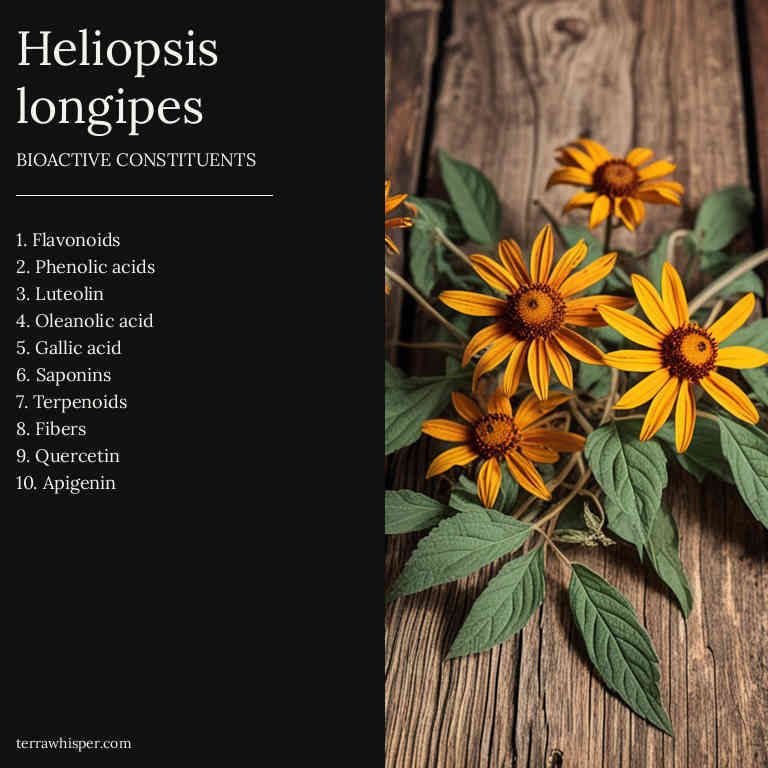 Heliopsis
longipes
BIOACTIVE CONSTITUENTS
1. Flavonoids
2. Phenolic acids
3. Luteolin
4. Oleanolic acid
5. Gallic acid
6. Saponins
7. Terpenoids
8. Fibers
9. Quercetin
10. Apigenin
terrawhisper.com